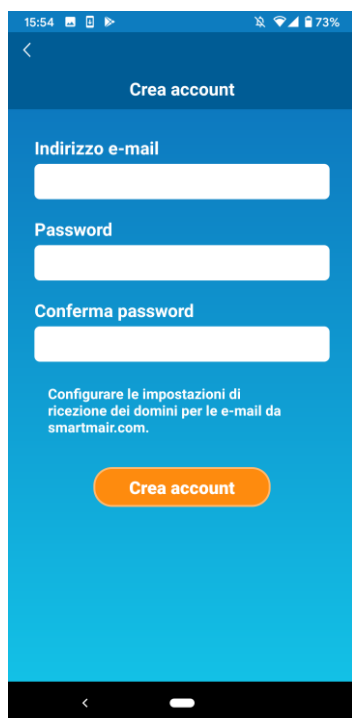 15:54 73%
Crea account
Indirizzo e-mail
Password
Conferma password
Configurare le impostazioni di
ricezione dei domini per le e-mail da
smartmair.com.
Crea account